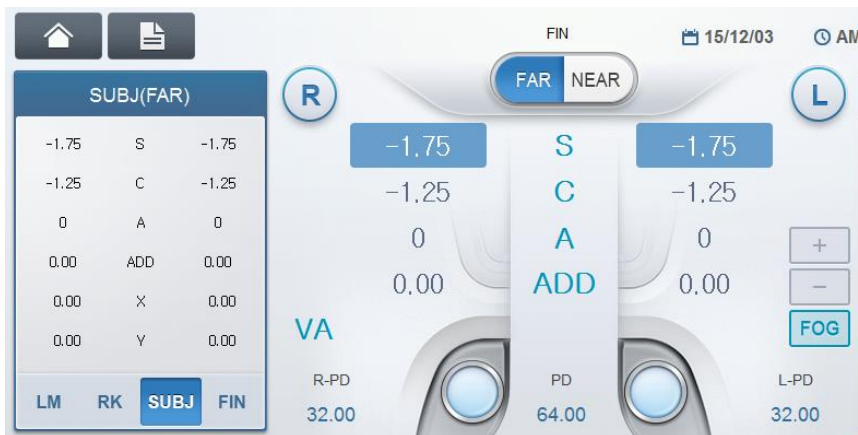 FIN
15/12/03 AM
SUBJ(FAR)
-1.75 S -1.75
-1.25 C -1.25
0 A 0
0.00 ADD 0.00
0.00 X 0.00
0.00 Y 0.00
LM RK SUBJ FIN
R FAR NEAR L
-1.75 S -1.75
-1.25 C -1.25
0 A 0
+
0.00 ADD 0.00
-
VA
FOG
R-PD PD L-PD
32.00 64.00 32.00